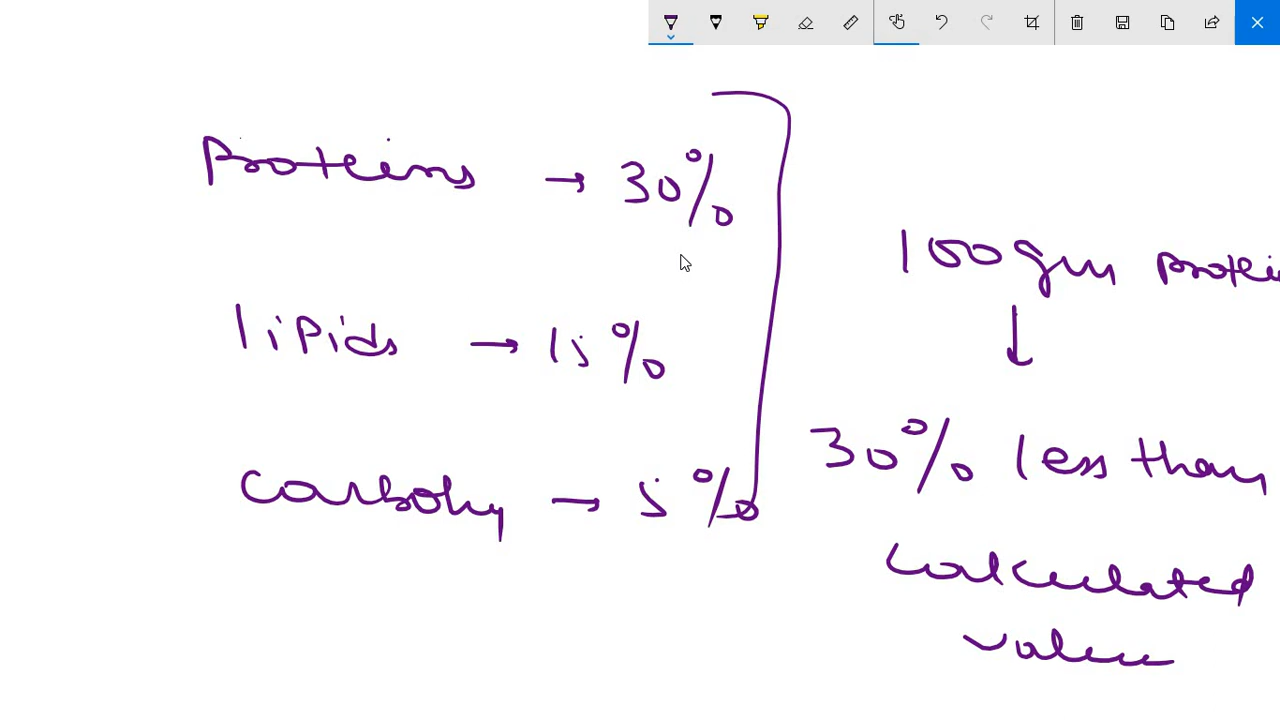 Proteins → 30%
lipids → 15%
carbohy → 5%
100gm protei
↓
30% less than
calculated
value